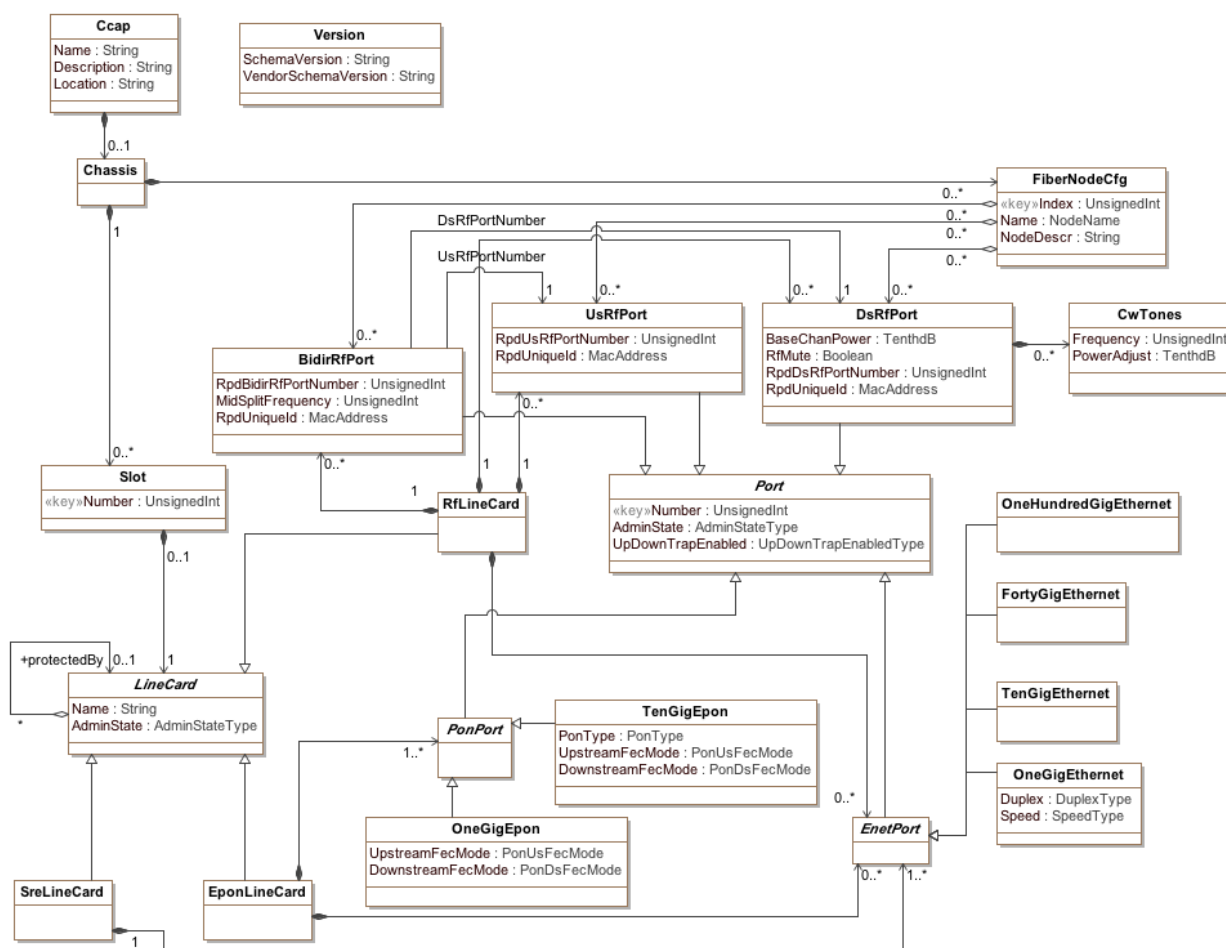 Ccap
Name : String
Description : String
Location : String
Version
SchemaVersion : String
VendorSchemaVersion : String
0..1
Chassis
1
FiberNodeCfg
«key»Index : UnsignedInt
Name : NodeName
NodeDescr : String
0..*
0..*
0..*
0..*
DsRfPortNumber
UsRfPortNumber
1
0..*
0..*
1
0..*
0..*
UsRfPort
RpdUsRfPortNumber : UnsignedInt
RpdUniqueId : MacAddress
DsRfPort
BaseChanPower : TenthdB
RfMute : Boolean
RpdDsRfPortNumber : UnsignedInt
RpdUniqueId : MacAddress
0..*
CwTones
Frequency : UnsignedInt
PowerAdjust : TenthdB
BidirRfPort
RpdBidirRfPortNumber : UnsignedInt
MidSplitFrequency : UnsignedInt
RpdUniqueId : MacAddress
0..*
0..*
0..*
1
1
1
Slot
«key»Number : UnsignedInt
0..1
RfLineCard
Port
«key»Number : UnsignedInt
AdminState : AdminStateType
UpDownTrapEnabled : UpDownTrapEnabledType
OneHundredGigEthernet
FortyGigEthernet
TenGigEthernet
OneGigEthernet
Duplex : DuplexType
Speed : SpeedType
+protectedBy
0..1
1
*
LineCard
Name : String
AdminState : AdminStateType
PonPort
1..*
TenGigEpon
PonType : PonType
UpstreamFecMode : PonUsFecMode
DownstreamFecMode : PonDsFecMode
0..*
OneGigEpon
UpstreamFecMode : PonUsFecMode
DownstreamFecMode : PonDsFecMode
EnetPort
0..*
1..*
SreLineCard
1
EponLineCard